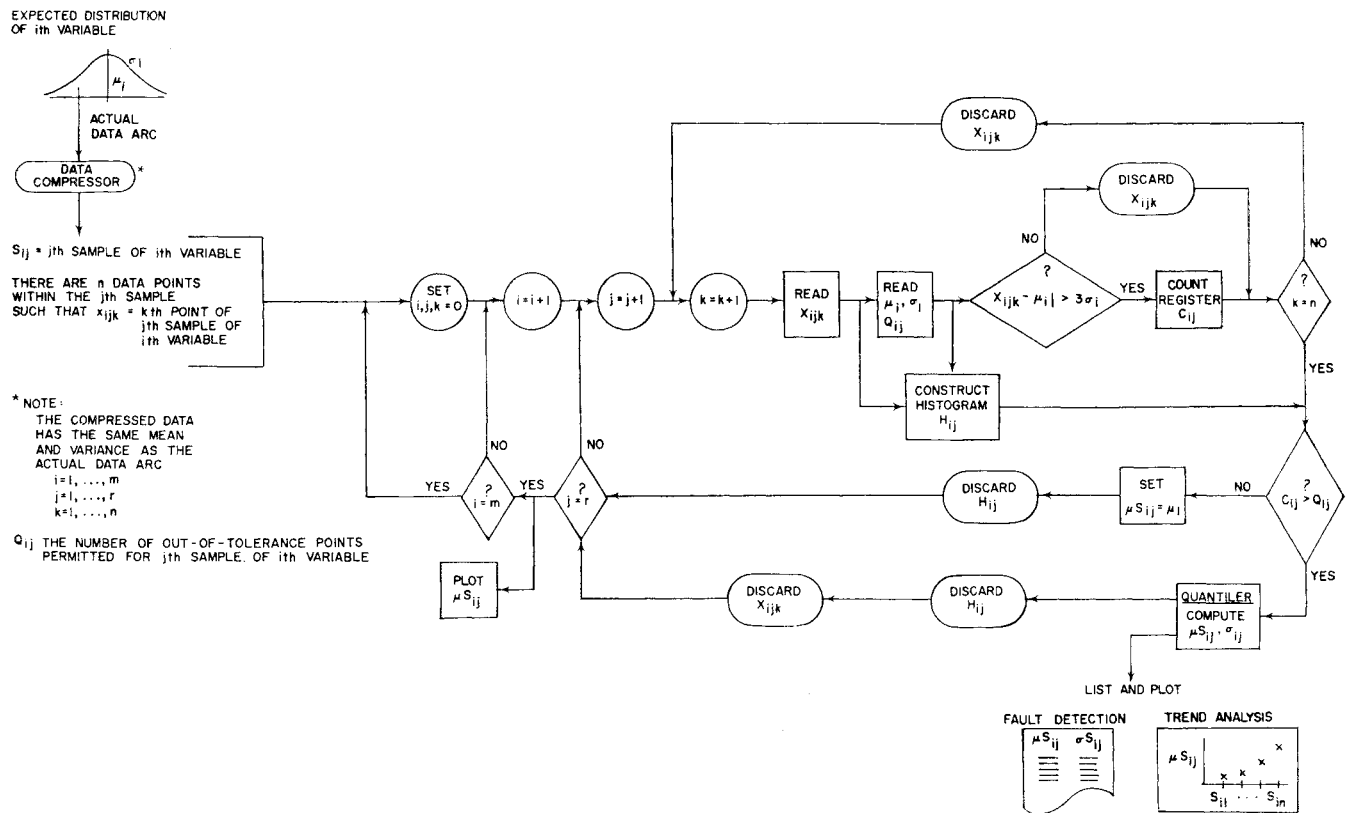 EXPECTED DISTRIBUTION
OF ith VARIABLE
σi
μi
ACTUAL
DATA ARC
DATA
COMPRESSOR
*
Sij = jth SAMPLE OF ith VARIABLE
THERE ARE n DATA POINTS
WITHIN THE jth SAMPLE
SUCH THAT xijk = kth POINT OF
jth SAMPLE OF
ith VARIABLE
* NOTE:
THE COMPRESSED DATA
HAS THE SAME MEAN
AND VARIANCE AS THE
ACTUAL DATA ARC
i=1, ..., m
j=1, ..., r
k=1, ..., n
Qij THE NUMBER OF OUT-OF-TOLERANCE POINTS
PERMITTED FOR jth SAMPLE. OF ith VARIABLE
SET
i,j,k = 0
i = i+1
j = j+1
k = k+1
READ
Xijk
READ
μi, σi
Qij
?
Xijk - μi| > 3σi
NO
YES
DISCARD
Xijk
COUNT
REGISTER
Cij
?
k = n
NO
YES
DISCARD
Xijk
CONSTRUCT
HISTOGRAM
Hij
?
Cij > Qij
NO
YES
SET
μSij = μi
DISCARD
Hij
?
j = r
NO
YES
?
i = m
NO
YES
PLOT
μSij
QUANTILER
COMPUTE
μSij, σij
DISCARD
Hij
DISCARD
Xijk
LIST AND PLOT
FAULT DETECTION
μSij σSij
TREND ANALYSIS
μSij
Si1 ... Sin